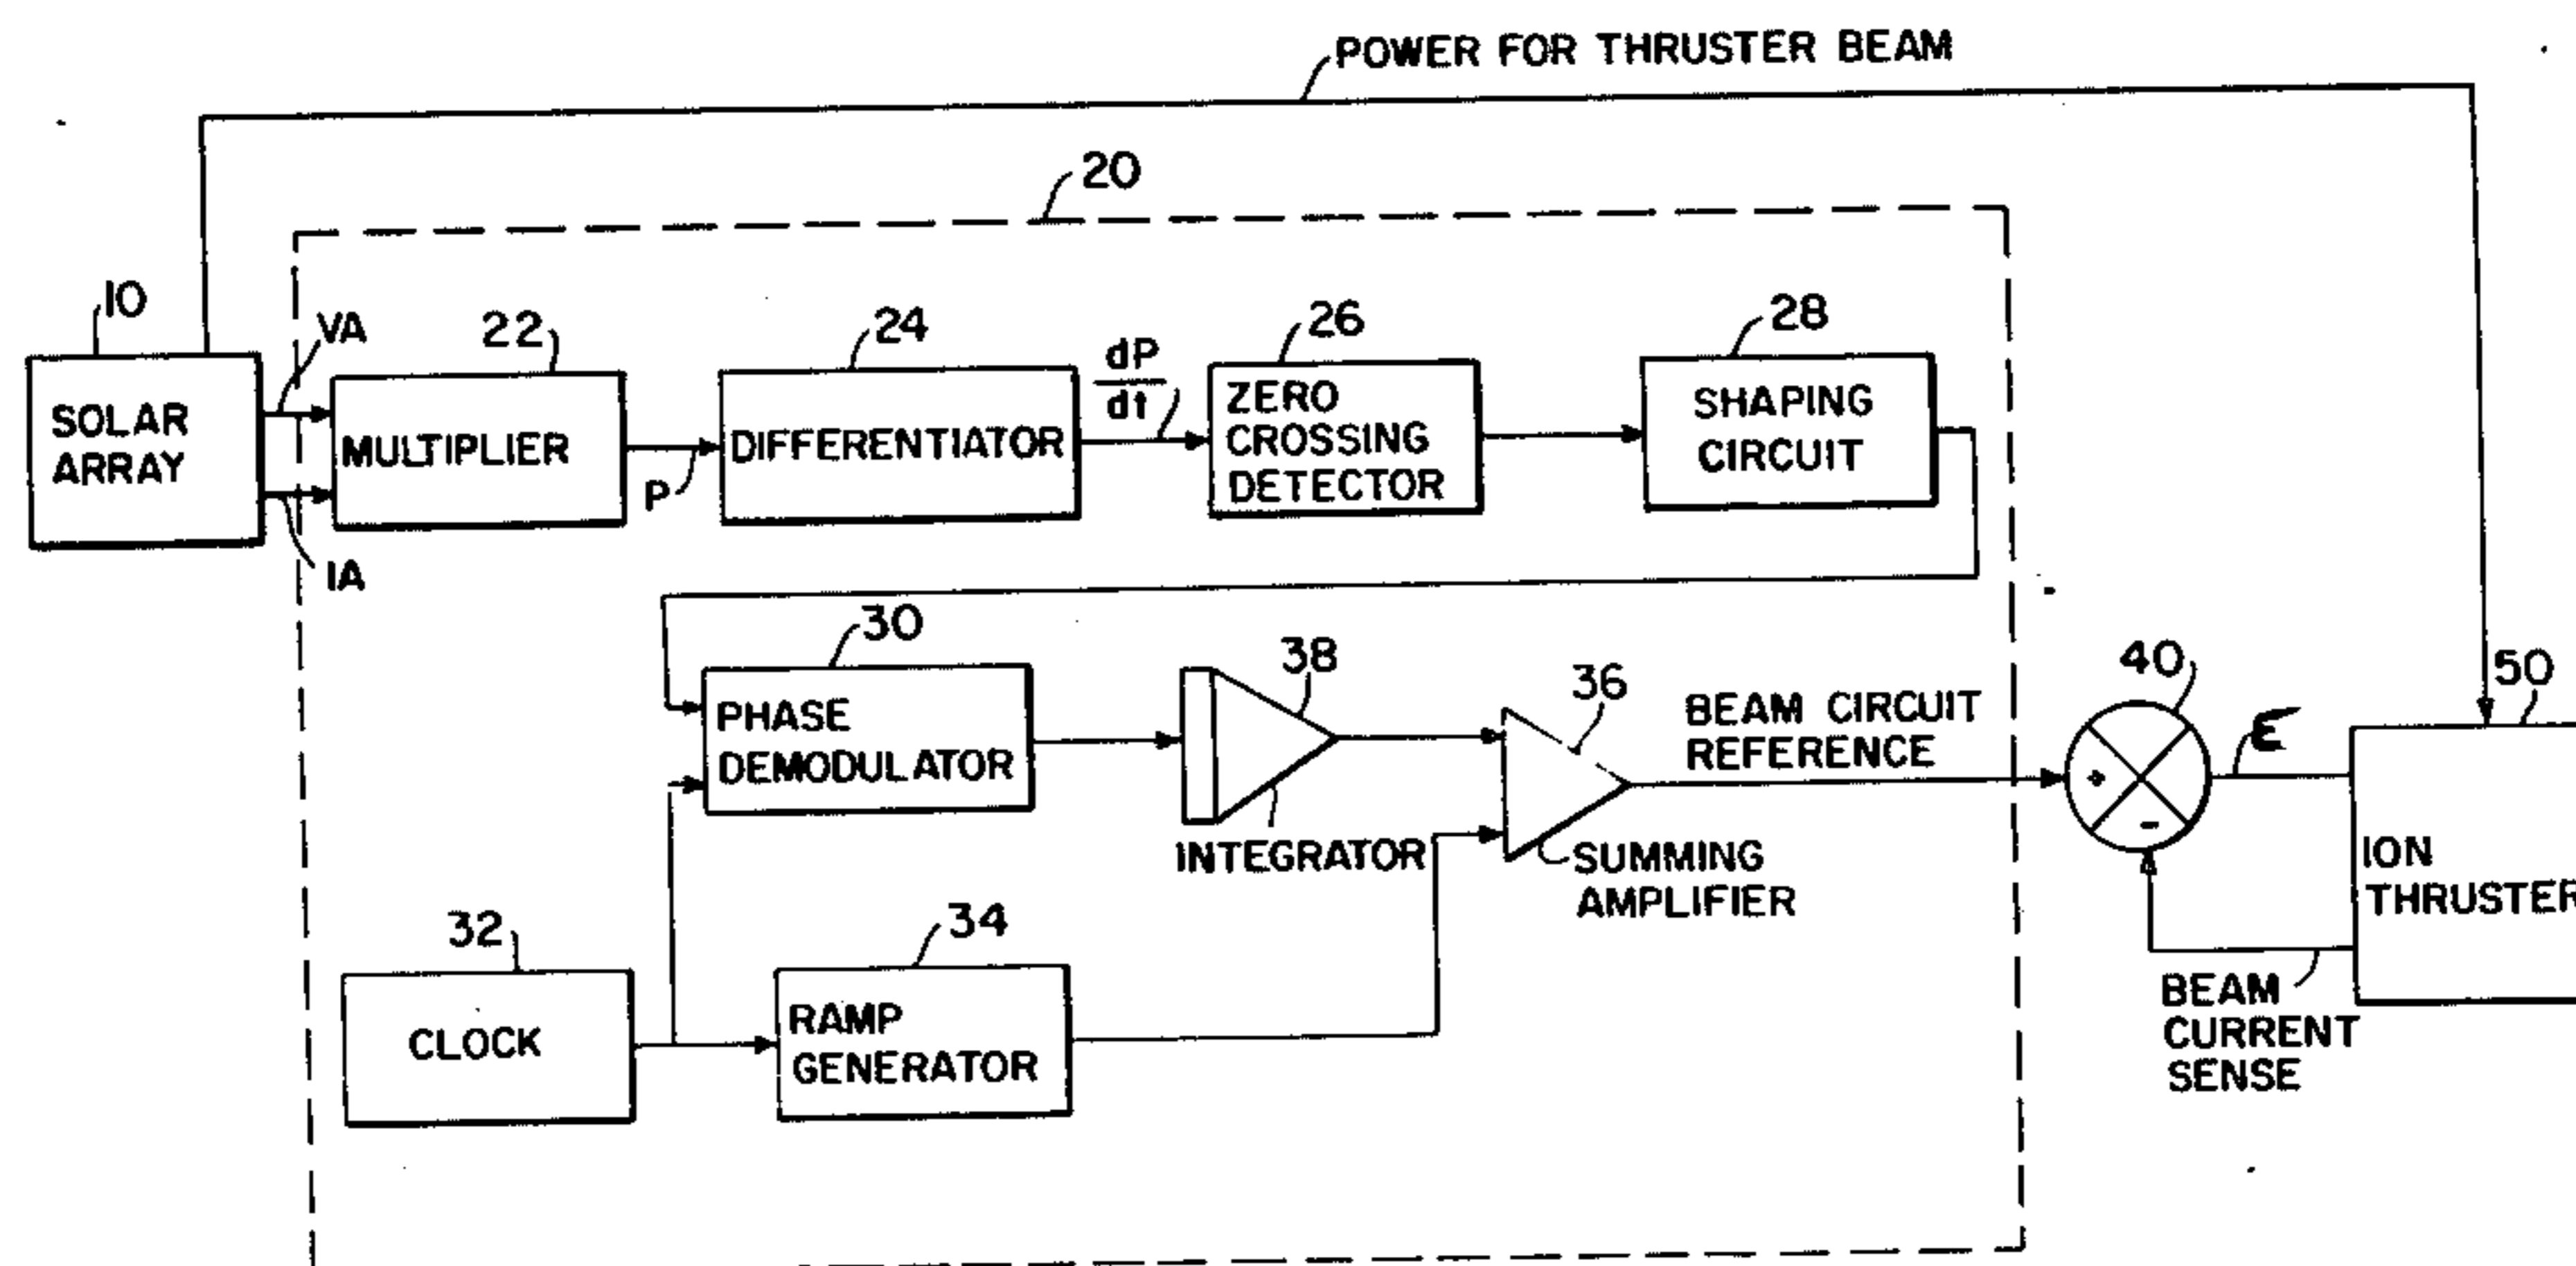 POWER FOR THRUSTER BEAM
20
10
VA
22
24
dP
dt
26
28
SOLAR
ARRAY
MULTIPLIER
P
DIFFERENTIATOR
ZERO
CROSSING
DETECTOR
SHAPING
CIRCUIT
IA
30
38
36
40
50
PHASE
DEMODULATOR
INTEGRATOR
SUMMING
AMPLIFIER
BEAM CIRCUIT
REFERENCE
+
-
ε
ION
THRUSTER
32
34
CLOCK
RAMP
GENERATOR
BEAM
CURRENT
SENSE